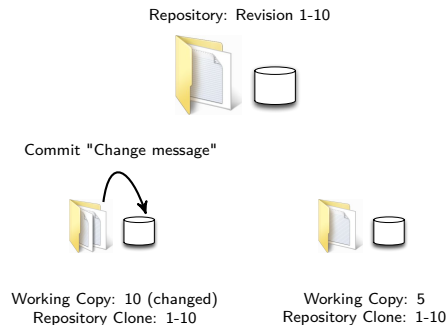 Repository: Revision 1-10
Commit "Change message"
Working Copy: 10 (changed)
Repository Clone: 1-10
Working Copy: 5
Repository Clone: 1-10